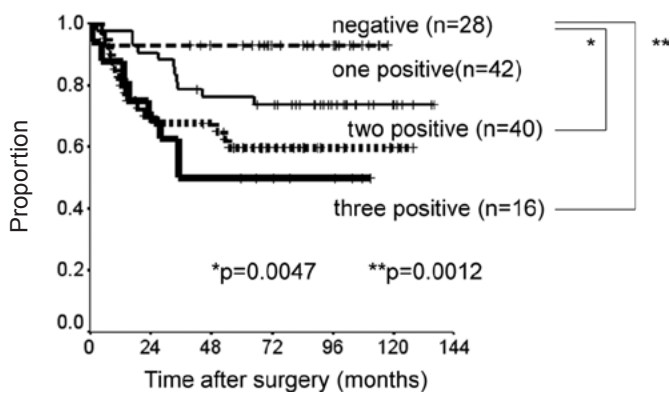 1.0
0.8
0.6
0.4
0.2
0.0
Proportion
negative (n=28)
one positive(n=42)
two positive (n=40)
three positive (n=16)
*
**
*p=0.0047
**p=0.0012
0
24
48
72
96
120
144
Time after surgery (months)